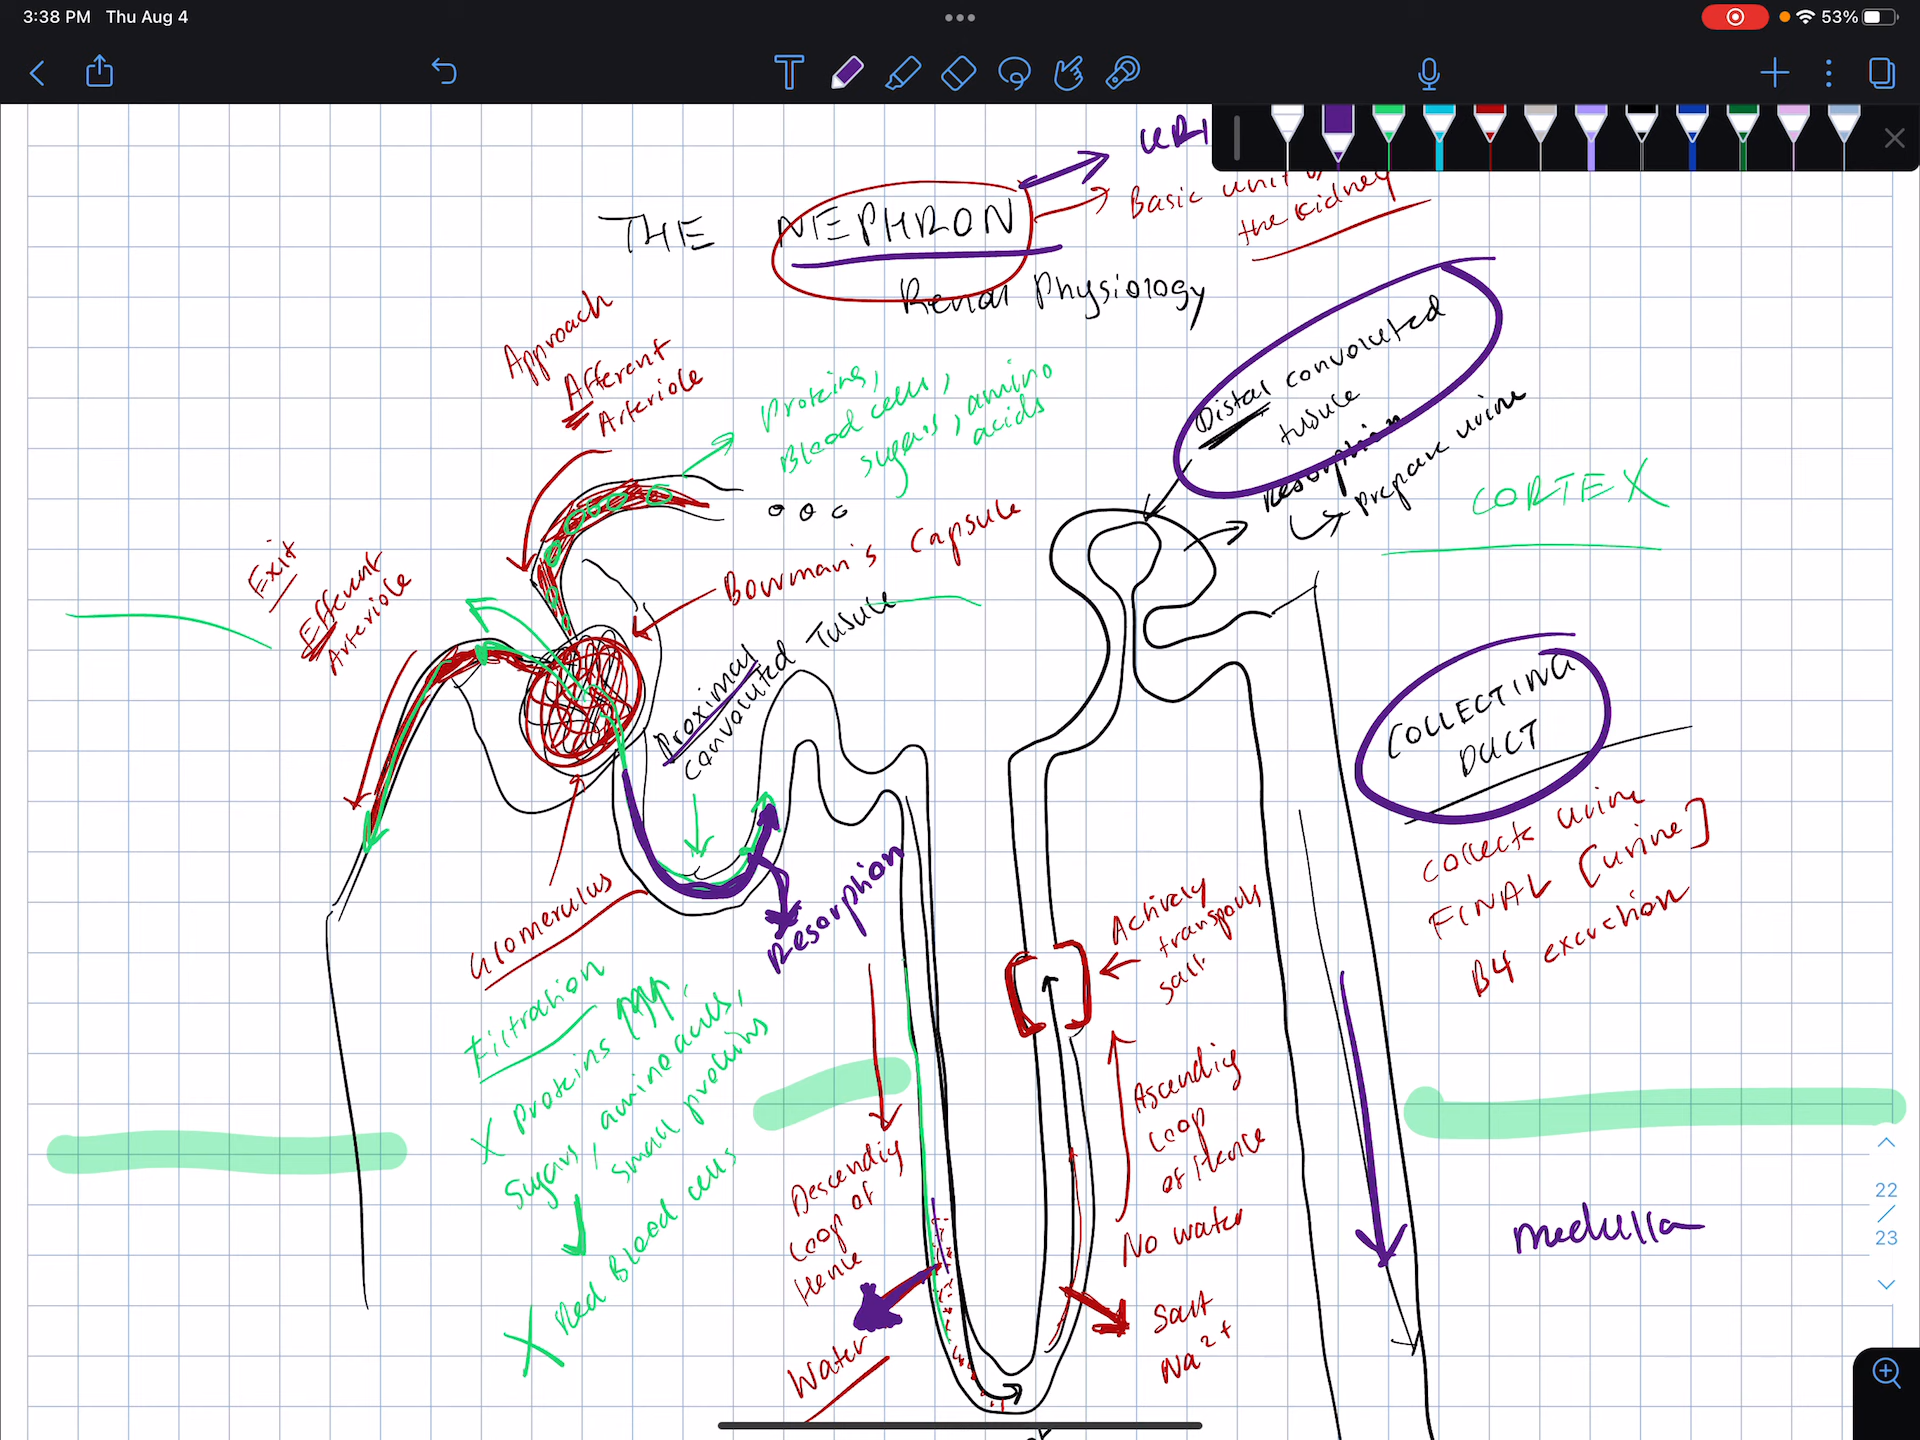 3:38 PM Thu Aug 4
53%
URI
THE NEPHRON
Basic unit
the Kidney
Renal Physiology
Approach
Afferent
Arteriole
Proteins,
Blood cells,
sugars, amino
acids
Distal convoluted
tubule
Resorption
Prepare urine
CORTEX
Exit
Efferent
Arteriole
Bowman's Capsule
Proximal
Convoluted Tubule
COLLECTING
DUCT
Collects urine
FINAL [urine]
B4 excretion
Resorption
Glomerulus
Filtration
X Proteins
Sugars, amino acids,
small proteins
X Red Blood cells
Actively
transports
salt
Descending
Loop of
Henle
Water
Ascending
Loop
of Henle
No water
Salt
Na2+
medulla
22
/
23